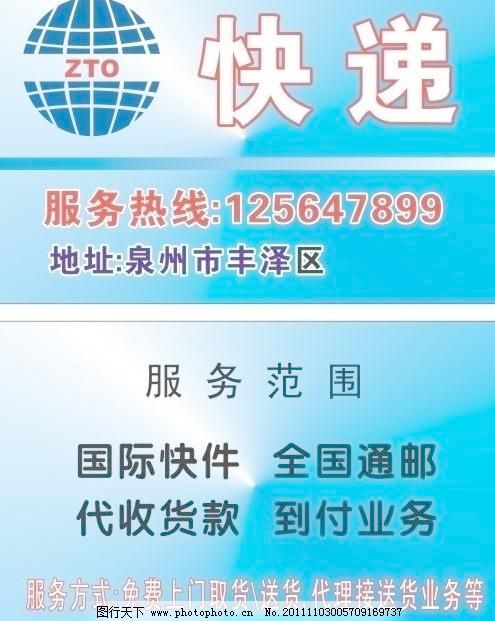 ZTO
快递
服务热线:125647899
地址:泉州市丰泽区
服务范围
国际快件 全国通邮
代收货款 到付业务
服务方式:免费上门取货\送货 代理接送货业务等
图行天下 www.photophoto.cn No.20111103005709169737